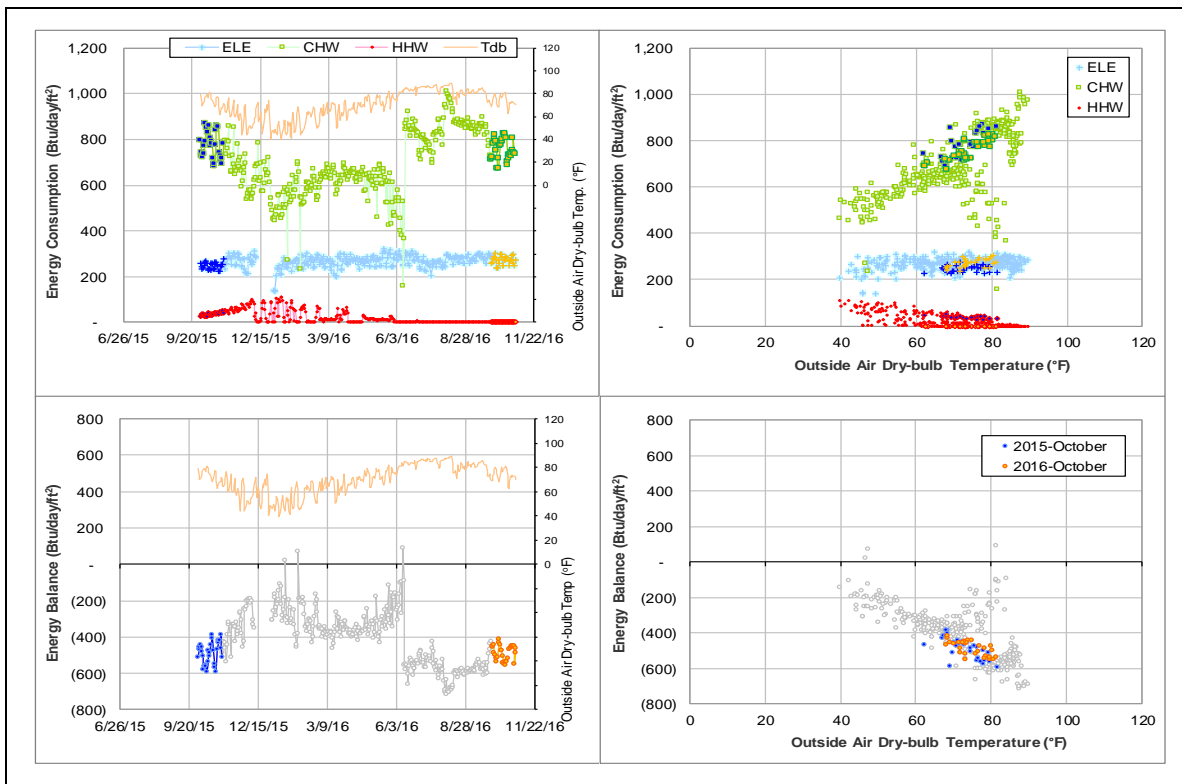 ELE CHW HHW Tdb
Energy Consumption (Btu/day/ft²)
1,200
1,000
800
600
400
200
-
120
100
80
60
40
20
0
Outside Air Dry-bulb Temp. (°F)
6/26/15 9/20/15 12/15/15 3/9/16 6/3/16 8/28/16 11/22/16
Energy Consumption (Btu/day/ft²)
1,200
1,000
800
600
400
200
-
ELE
CHW
HHW
0 20 40 60 80 100 120
Outside Air Dry-bulb Temperature (°F)
Energy Balance (Btu/day/ft²)
800
600
400
200
-
(200)
(400)
(600)
(800)
120
100
80
60
40
20
0
Outside Air Dry-bulb Temp (°F)
6/26/15 9/20/15 12/15/15 3/9/16 6/3/16 8/28/16 11/22/16
Energy Balance (Btu/day/ft²)
800
600
400
200
-
(200)
(400)
(600)
(800)
2015-October
2016-October
0 20 40 60 80 100 120
Outside Air Dry-bulb Temperature (°F)